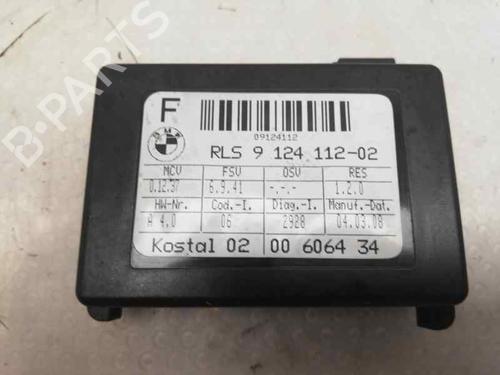 F
09124112
BMW
RLS 9 124 112-02
MCV FSV OSV RES
0.12.37 6.9.41 -.-.- 1.2.0
HW-Nr. Cod.-I. Diag.-I. Manuf.-Dat.
A 4.0 06 2928 04.03.08
Kostal 02 00 6064 34
B-PARTS